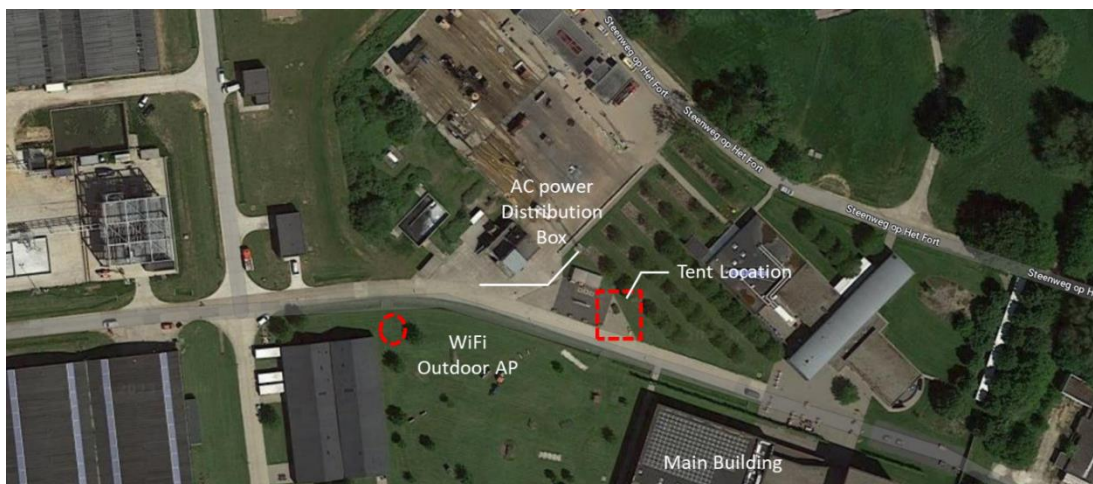 Steenweg op Het Fort
Steenweg op Het Fort
Steenweg op Het Fort
Steenweg op Het Fort
AC power
Distribution
Box
Tent Location
WiFi
Outdoor AP
Main Building